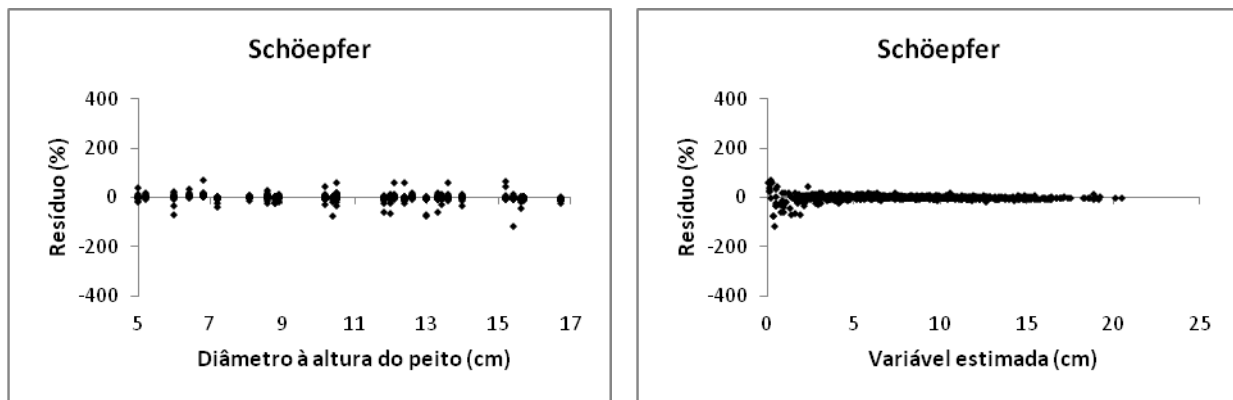 Schöepfer
Resíduo (%)
400
200
0
-200
-400
5 7 9 11 13 15 17
Diâmetro à altura do peito (cm)
Schöepfer
Resíduo (%)
400
200
0
-200
-400
0 5 10 15 20 25
Variável estimada (cm)